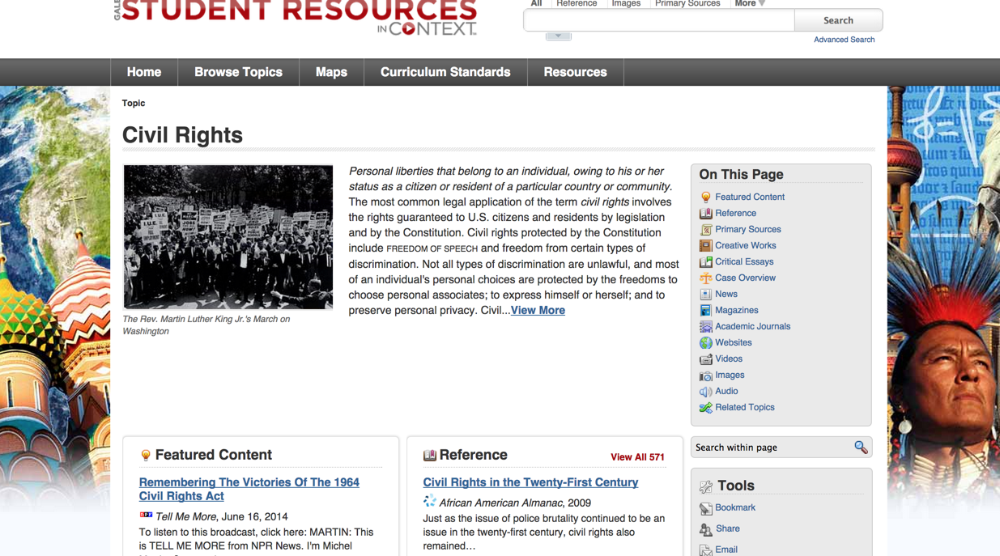 GALE
STUDENT RESOURCES
IN CONTEXT
All Reference Images Primary Sources More
Search
Advanced Search
Home Browse Topics Maps Curriculum Standards Resources
Topic
Civil Rights
The Rev. Martin Luther King Jr.'s March on
Washington
Personal liberties that belong to an individual, owing to his or her
status as a citizen or resident of a particular country or community.
The most common legal application of the term civil rights involves
the rights guaranteed to U.S. citizens and residents by legislation
and by the Constitution. Civil rights protected by the Constitution
include FREEDOM OF SPEECH and freedom from certain types of
discrimination. Not all types of discrimination are unlawful, and most
of an individual's personal choices are protected by the freedoms to
choose personal associates; to express himself or herself; and to
preserve personal privacy. Civil...View More
On This Page
Featured Content
Reference
Primary Sources
Creative Works
Critical Essays
Case Overview
News
Magazines
Academic Journals
Websites
Videos
Images
Audio
Related Topics
Featured Content
Remembering The Victories Of The 1964
Civil Rights Act
npr Tell Me More, June 16, 2014
To listen to this broadcast, click here: MARTIN: This
is TELL ME MORE from NPR News. I'm Michel
Reference View All 571
Civil Rights in the Twenty-First Century
African American Almanac, 2009
Just as the issue of police brutality continued to be an
issue in the twenty-first century, civil rights also
remained…
Search within page
Tools
Bookmark
Share
Email